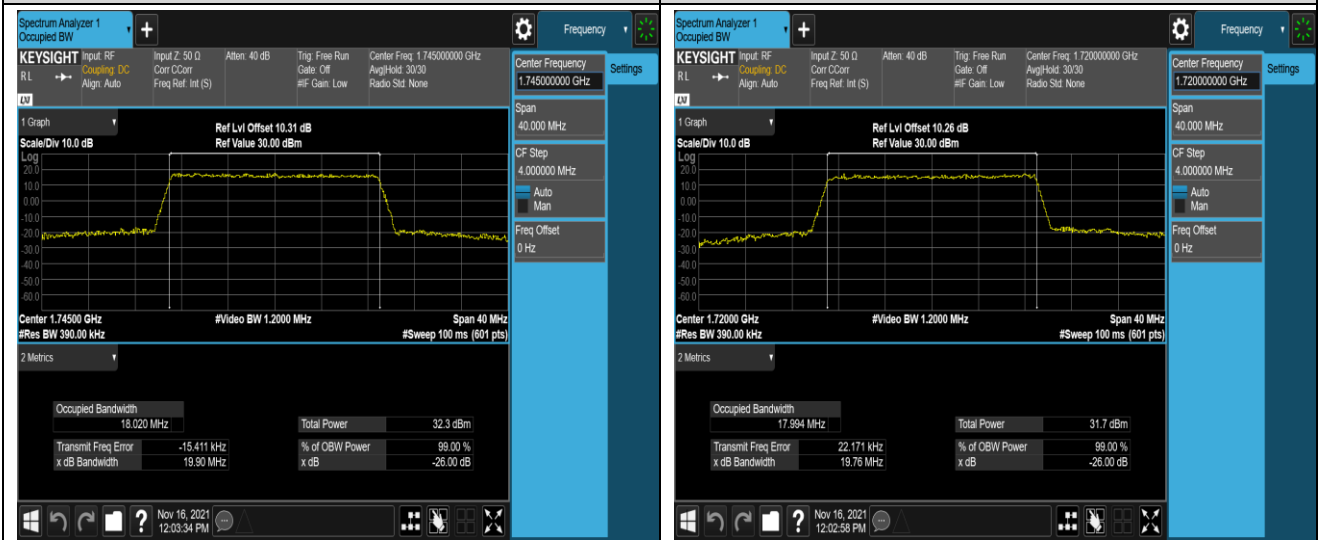 Spectrum Analyzer 1
Occupied BW
+
Frequency
KEYSIGHT Input: RF Input Z: 50 Ω Atten: 40 dB Trig: Free Run Center Freq: 1.745000000 GHz
Coupling: DC Corr CCorr Gate: Off Avg|Hold: 30/30
R L Align: Auto Freq Ref: Int (S) #IF Gain: Low Radio Std: None
LXI
Center Frequency
1.745000000 GHz
Settings
Span
40.000 MHz
CF Step
4.000000 MHz
Auto
Man
Freq Offset
0 Hz
1 Graph
Ref Lvl Offset 10.31 dB
Scale/Div 10.0 dB Ref Value 30.00 dBm
Log
20.0
10.0
0.00
-10.0
-20.0
-30.0
-40.0
-50.0
-60.0
Center 1.74500 GHz #Video BW 1.2000 MHz Span 40 MHz
#Res BW 390.00 kHz #Sweep 100 ms (601 pts)
2 Metrics
Occupied Bandwidth
18.020 MHz Total Power 32.3 dBm
Transmit Freq Error -15.411 kHz % of OBW Power 99.00 %
x dB Bandwidth 19.90 MHz x dB -26.00 dB
? Nov 16, 2021
12:03:34 PM
Spectrum Analyzer 1
Occupied BW
+
Frequency
KEYSIGHT Input: RF Input Z: 50 Ω Atten: 40 dB Trig: Free Run Center Freq: 1.720000000 GHz
Coupling: DC Corr CCorr Gate: Off Avg|Hold: 30/30
R L Align: Auto Freq Ref: Int (S) #IF Gain: Low Radio Std: None
LXI
Center Frequency
1.720000000 GHz
Settings
Span
40.000 MHz
CF Step
4.000000 MHz
Auto
Man
Freq Offset
0 Hz
1 Graph
Ref Lvl Offset 10.26 dB
Scale/Div 10.0 dB Ref Value 30.00 dBm
Log
20.0
10.0
0.00
-10.0
-20.0
-30.0
-40.0
-50.0
-60.0
Center 1.72000 GHz #Video BW 1.2000 MHz Span 40 MHz
#Res BW 390.00 kHz #Sweep 100 ms (601 pts)
2 Metrics
Occupied Bandwidth
17.994 MHz Total Power 31.7 dBm
Transmit Freq Error 22.171 kHz % of OBW Power 99.00 %
x dB Bandwidth 19.76 MHz x dB -26.00 dB
? Nov 16, 2021
12:02:58 PM